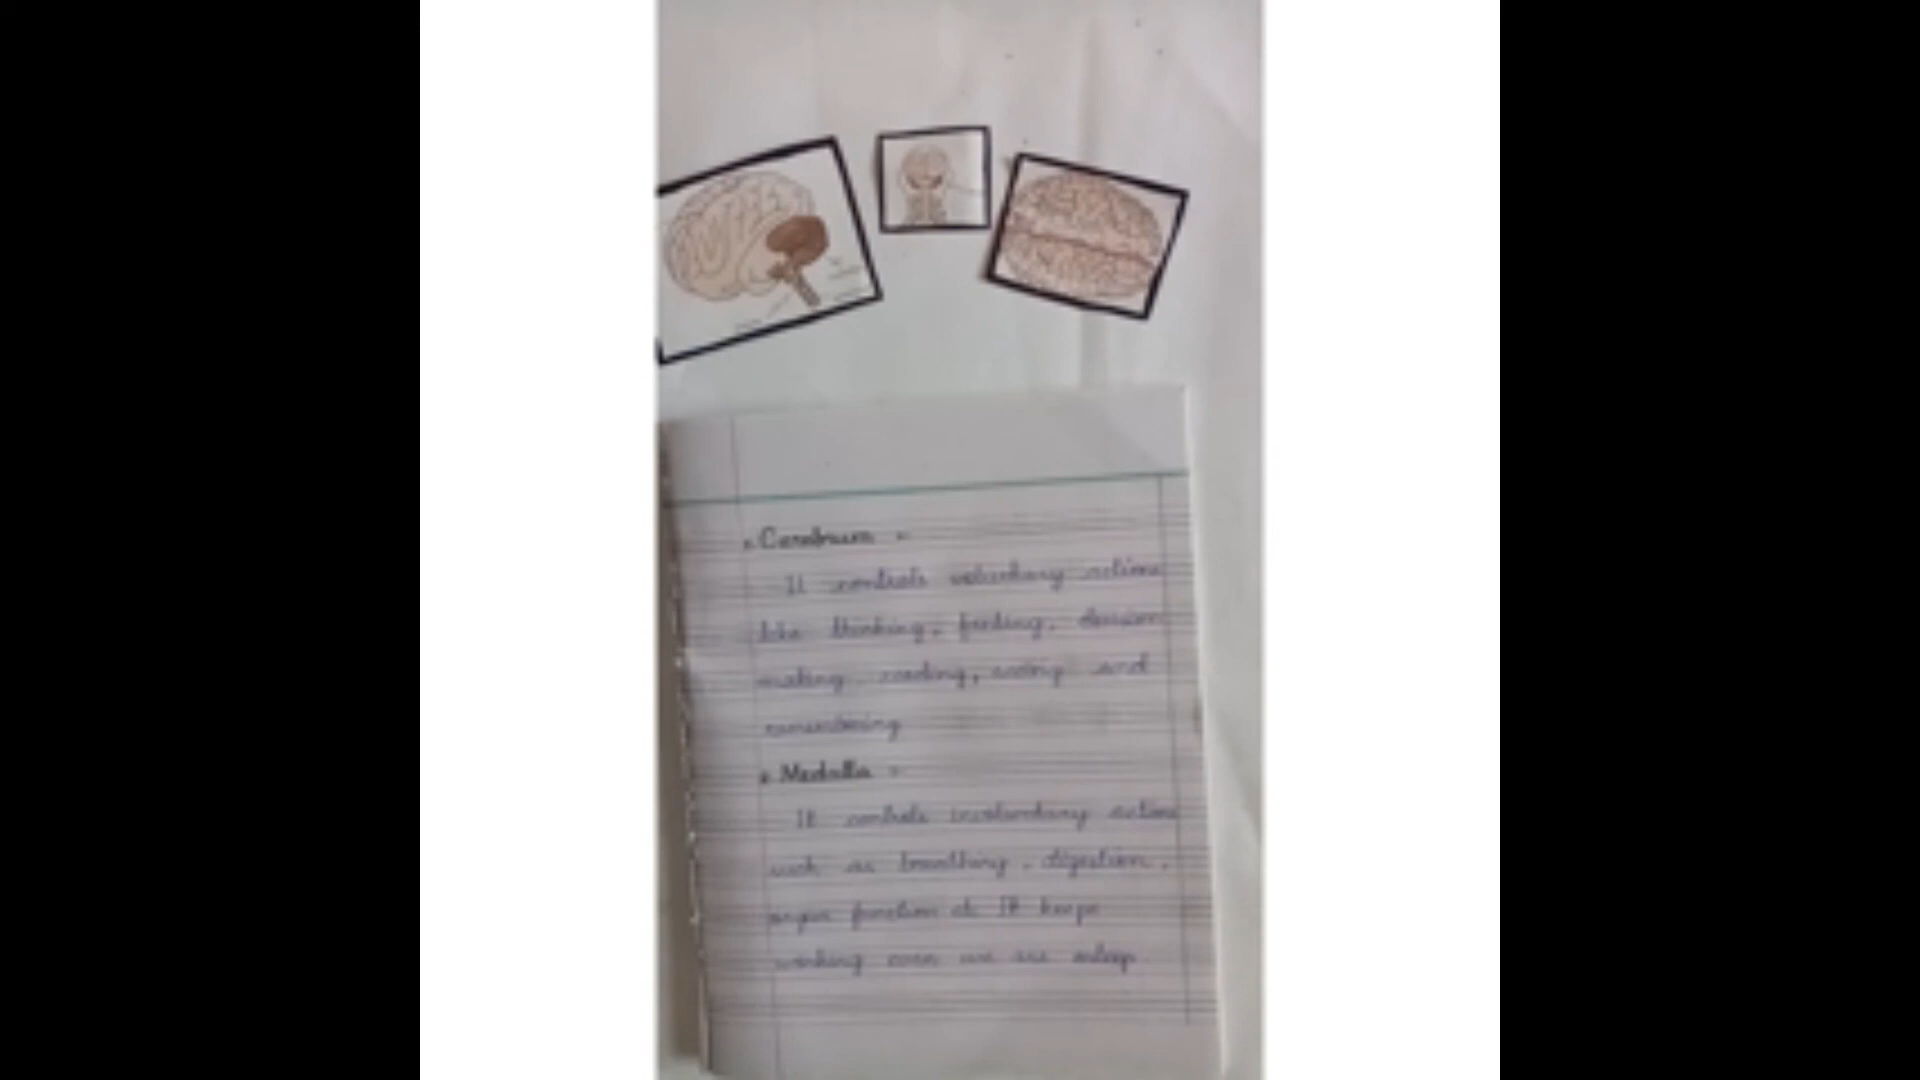 Cerebrum :-
It controls voluntary actions
like thinking, feeling, decision
making, reading, seeing and
remembering
Medulla :-
It controls involuntary actions
such as breathing, digestion,
organ function etc It keeps
working even we are asleep.